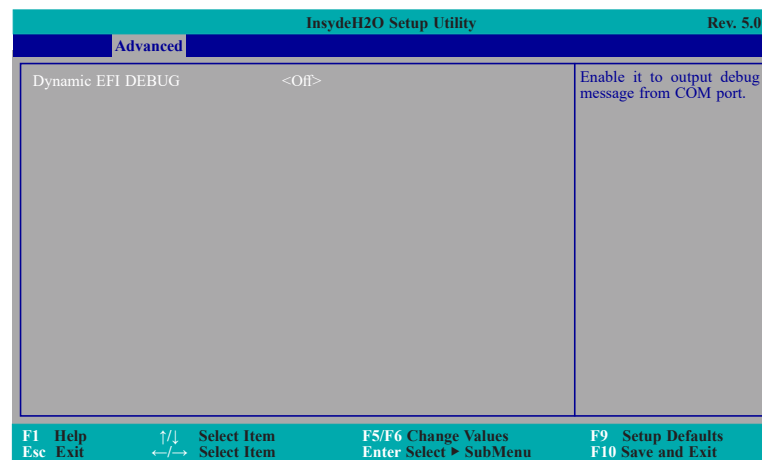 InsydeH2O Setup Utility Rev. 5.0
Advanced
Dynamic EFI DEBUG <Off>
Enable it to output debug
message from COM port.
F1 Help ↑/↓ Select Item F5/F6 Change Values F9 Setup Defaults
Esc Exit ←/→ Select Item Enter Select ▶ SubMenu F10 Save and Exit